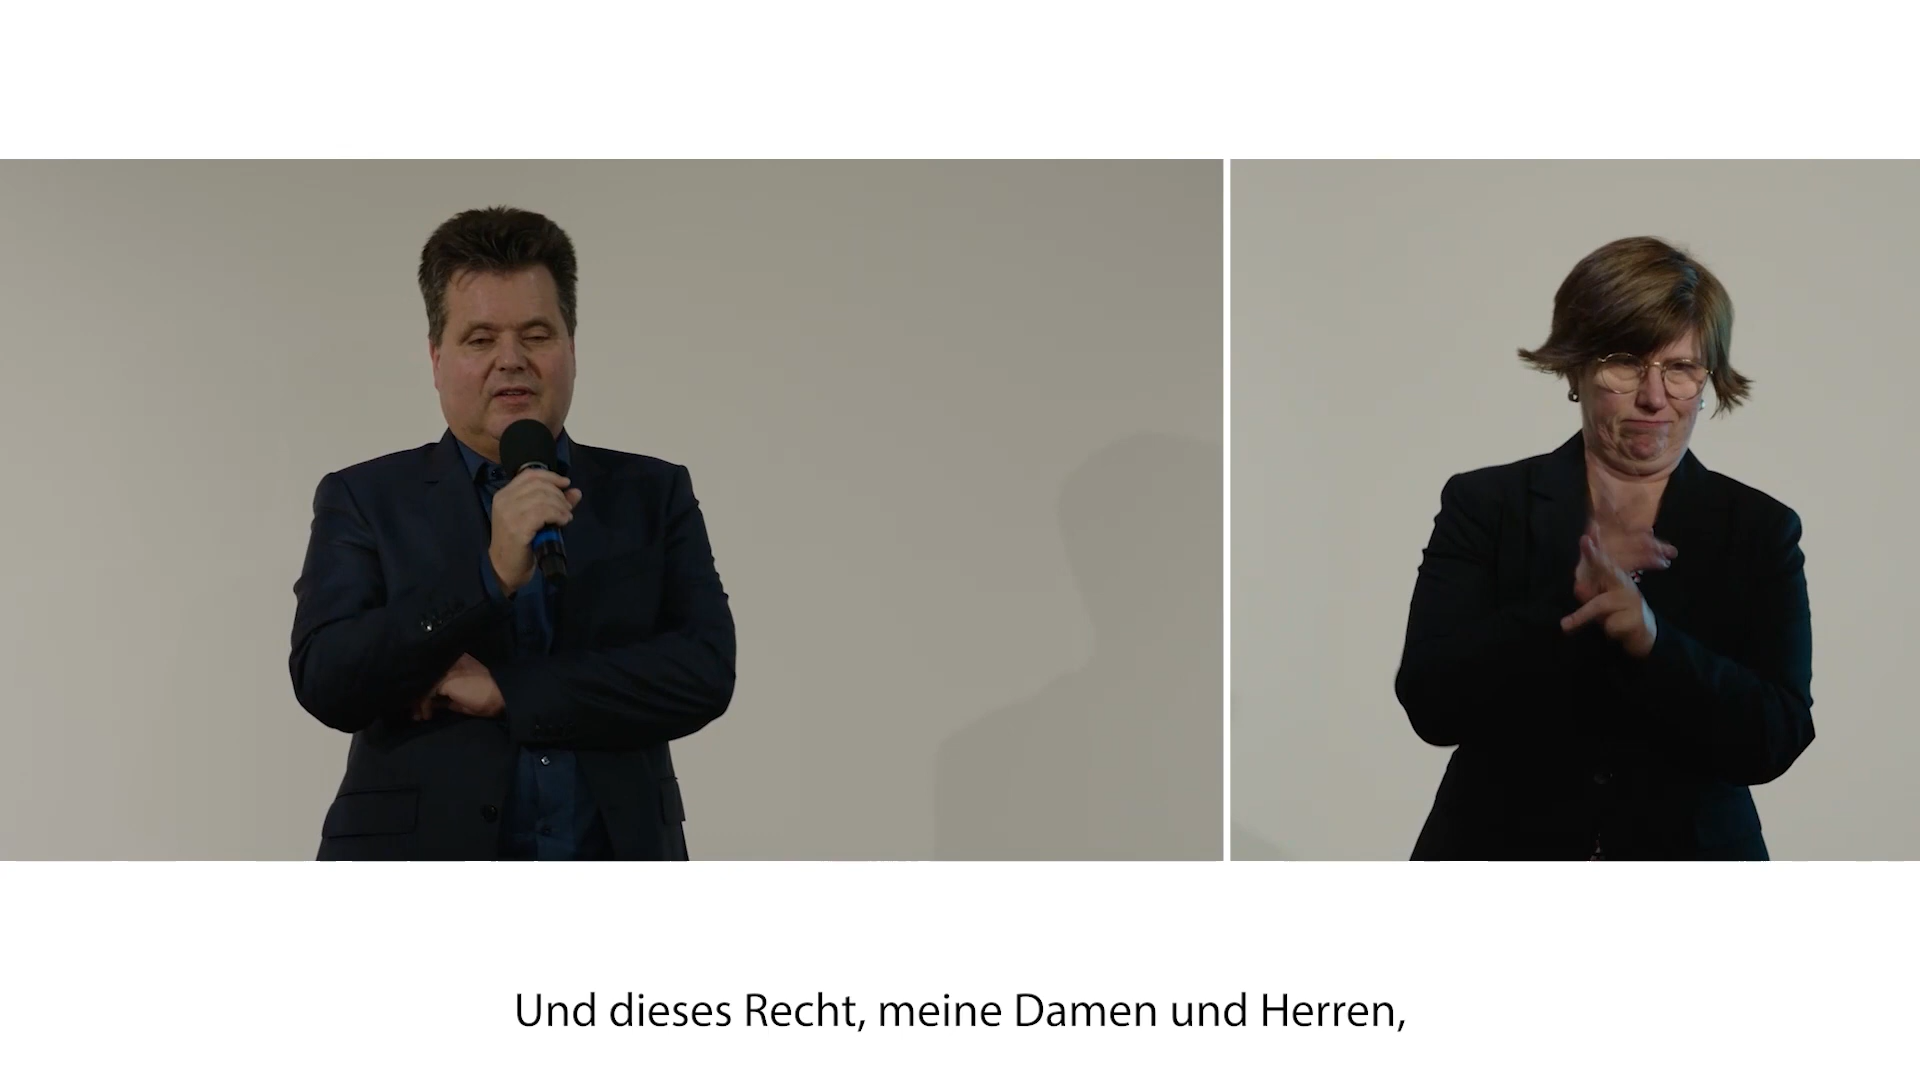 Und dieses Recht, meine Damen und Herren,